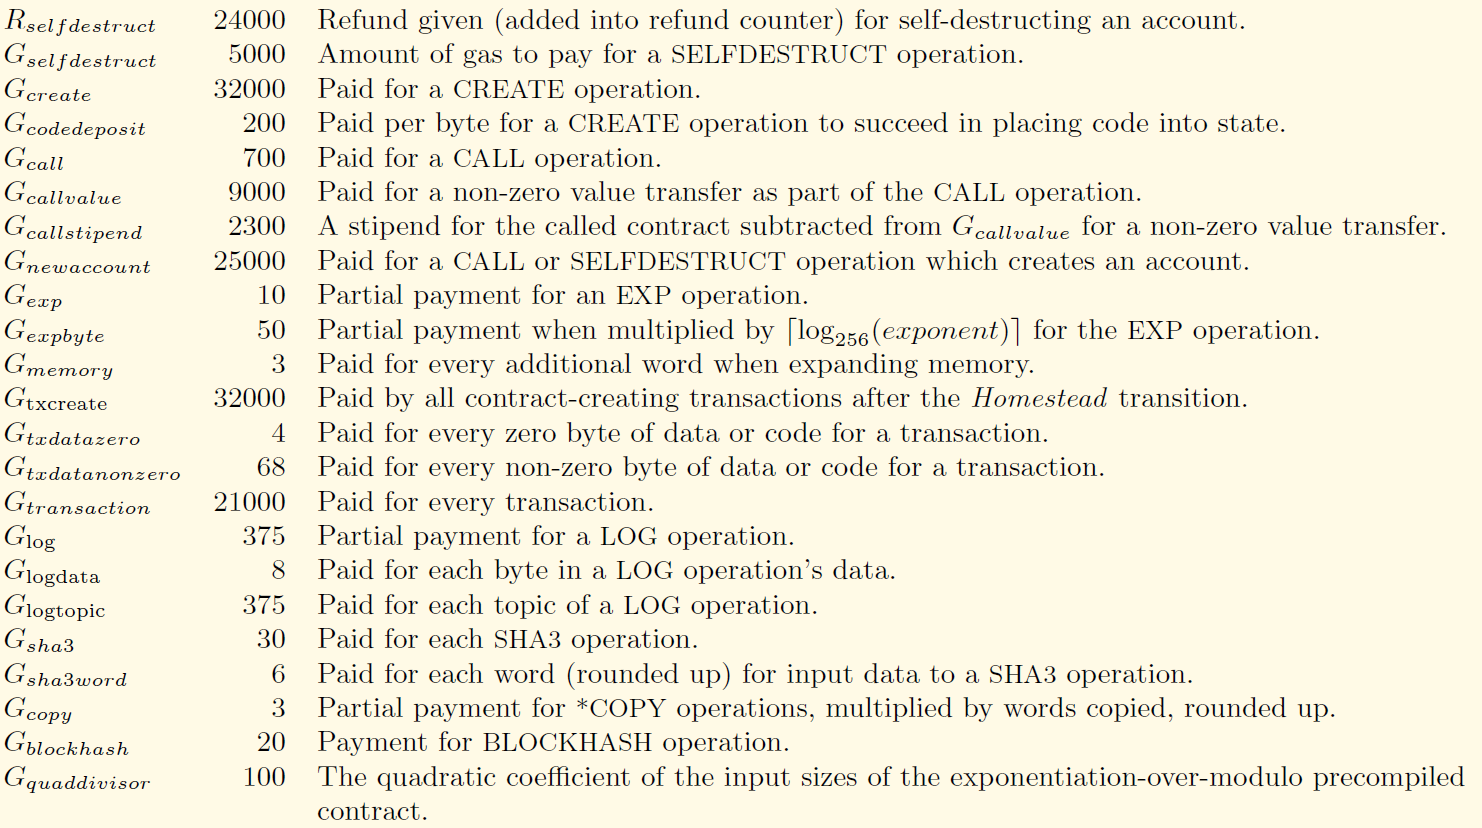 R_selfdestruct 24000 Refund given (added into refund counter) for self-destructing an account.
G_selfdestruct 5000 Amount of gas to pay for a SELFDESTRUCT operation.
G_create 32000 Paid for a CREATE operation.
G_codedeposit 200 Paid per byte for a CREATE operation to succeed in placing code into state.
G_call 700 Paid for a CALL operation.
G_callvalue 9000 Paid for a non-zero value transfer as part of the CALL operation.
G_callstipend 2300 A stipend for the called contract subtracted from G_callvalue for a non-zero value transfer.
G_newaccount 25000 Paid for a CALL or SELFDESTRUCT operation which creates an account.
G_exp 10 Partial payment for an EXP operation.
G_expbyte 50 Partial payment when multiplied by ⌈log_256(exponent)⌉ for the EXP operation.
G_memory 3 Paid for every additional word when expanding memory.
G_txcreate 32000 Paid by all contract-creating transactions after the Homestead transition.
G_txdatazero 4 Paid for every zero byte of data or code for a transaction.
G_txdatanonzero 68 Paid for every non-zero byte of data or code for a transaction.
G_transaction 21000 Paid for every transaction.
G_log 375 Partial payment for a LOG operation.
G_logdata 8 Paid for each byte in a LOG operation's data.
G_logtopic 375 Paid for each topic of a LOG operation.
G_sha3 30 Paid for each SHA3 operation.
G_sha3word 6 Paid for each word (rounded up) for input data to a SHA3 operation.
G_copy 3 Partial payment for *COPY operations, multiplied by words copied, rounded up.
G_blockhash 20 Payment for BLOCKHASH operation.
G_quaddivisor 100 The quadratic coefficient of the input sizes of the exponentiation-over-modulo precompiled
contract.